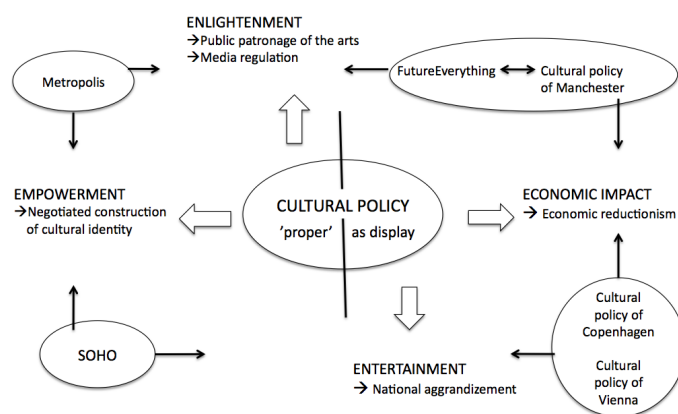 ENLIGHTENMENT
→Public patronage of the arts
→Media regulation
Metropolis
FutureEverything
Cultural policy
of Manchester
EMPOWERMENT
→Negotiated construction
of cultural identity
CULTURAL POLICY
'proper' as display
ECONOMIC IMPACT
→ Economic reductionism
SOHO
ENTERTAINMENT
→ National aggrandizement
Cultural
policy of
Copenhagen
Cultural
policy of
Vienna